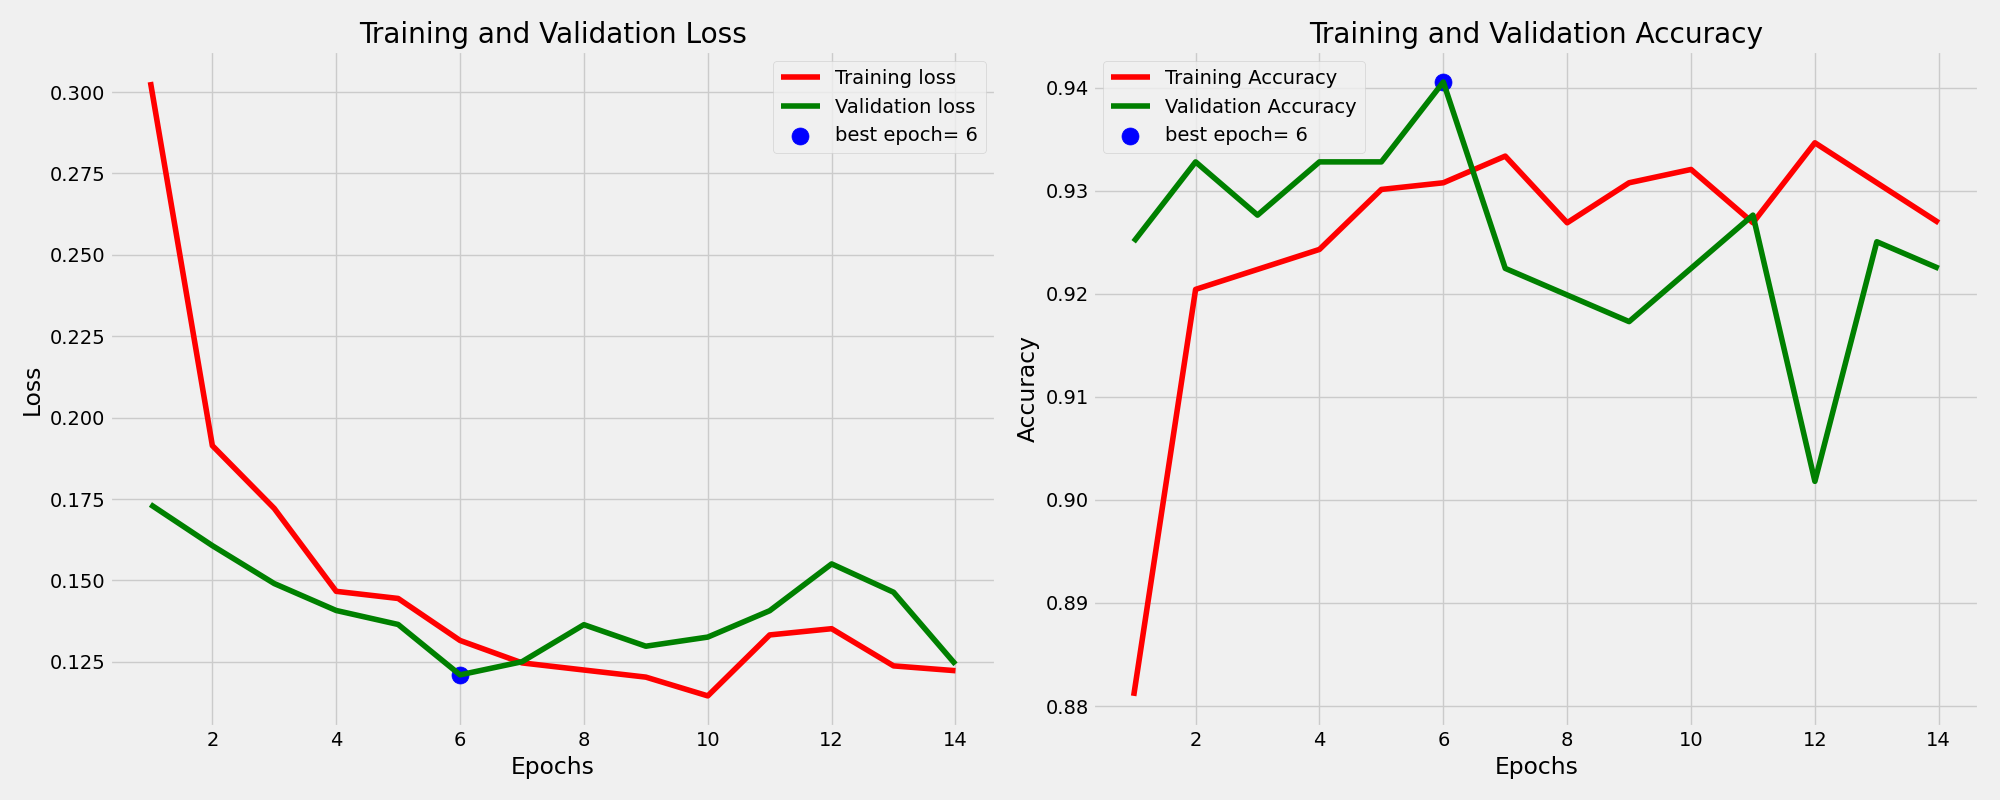 Training and Validation Loss
Training loss
Validation loss
best epoch= 6
0.300
0.275
0.250
0.225
0.200
0.175
0.150
0.125
Loss
2 4 6 8 10 12 14
Epochs
Training and Validation Accuracy
Training Accuracy
Validation Accuracy
best epoch= 6
0.94
0.93
0.92
0.91
0.90
0.89
0.88
Accuracy
2 4 6 8 10 12 14
Epochs